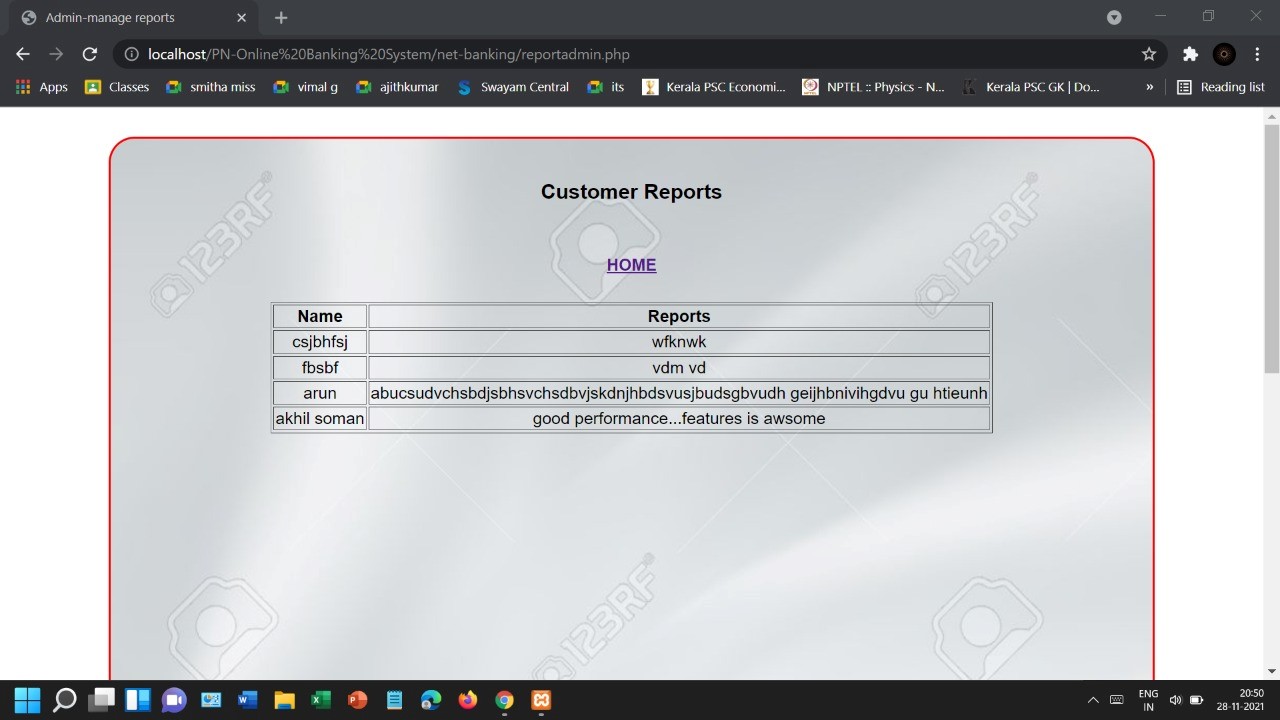 Admin-manage reports
localhost/PN-Online%20Banking%20System/net-banking/reportadmin.php
Apps Classes smitha miss vimal g ajithkumar Swayam Central its Kerala PSC Economi... NPTEL :: Physics - N... Kerala PSC GK | Do... » Reading list
Customer Reports
HOME
Name Reports
csjbhfsj wfknwk
fbsbf vdm vd
arun abucsudvchsbdjsbhsvchsdbvjskdnjhbdsvusjbudsgbvudh geijhbnivihgdvu gu htieunh
akhil soman good performance...features is awsome
123RF
123RF
123RF
ENG 20:50
IN 28-11-2021